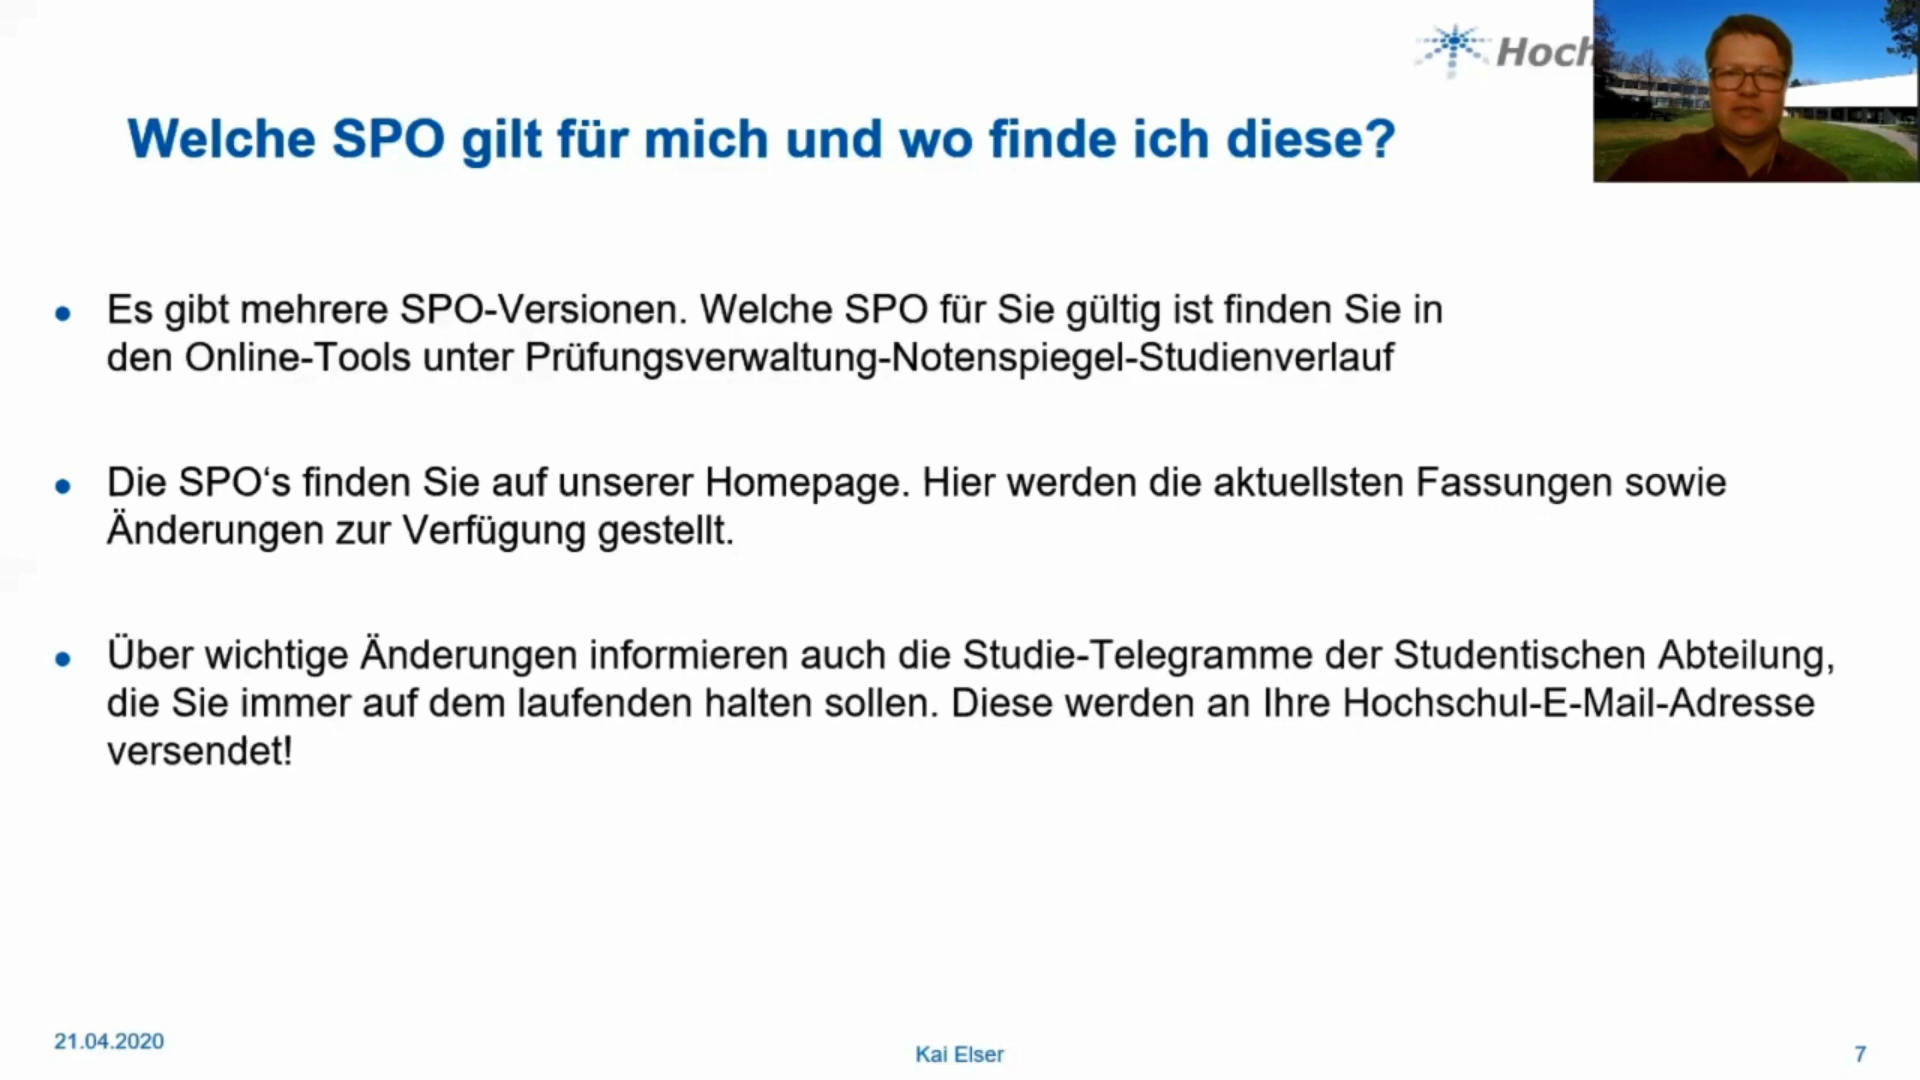 Hoch
Welche SPO gilt für mich und wo finde ich diese?
Es gibt mehrere SPO-Versionen. Welche SPO für Sie gültig ist finden Sie in
den Online-Tools unter Prüfungsverwaltung-Notenspiegel-Studienverlauf
Die SPO‘s finden Sie auf unserer Homepage. Hier werden die aktuellsten Fassungen sowie
Änderungen zur Verfügung gestellt.
Über wichtige Änderungen informieren auch die Studie-Telegramme der Studentischen Abteilung,
die Sie immer auf dem laufenden halten sollen. Diese werden an Ihre Hochschul-E-Mail-Adresse
versendet!
21.04.2020
Kai Elser
7